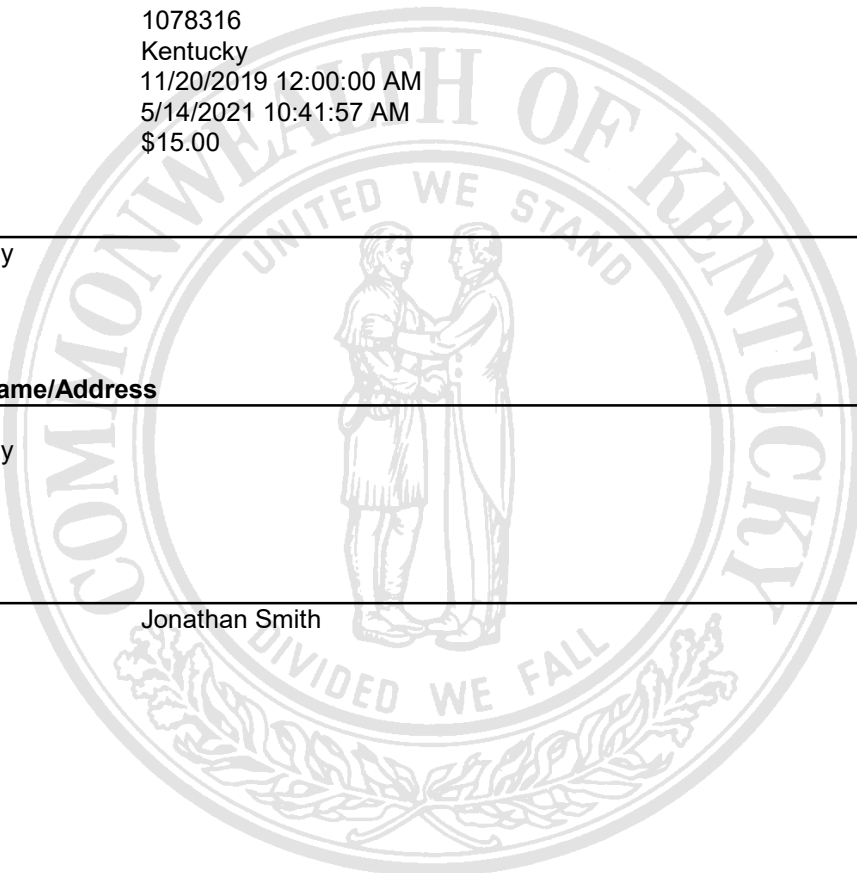 1078316
Kentucky
11/20/2019 12:00:00 AM
5/14/2021 10:41:57 AM
$15.00
COMMONWEALTH OF KENTUCKY
UNITED WE STAND
y
ame/Address
y
Jonathan Smith
DIVIDED WE FALL